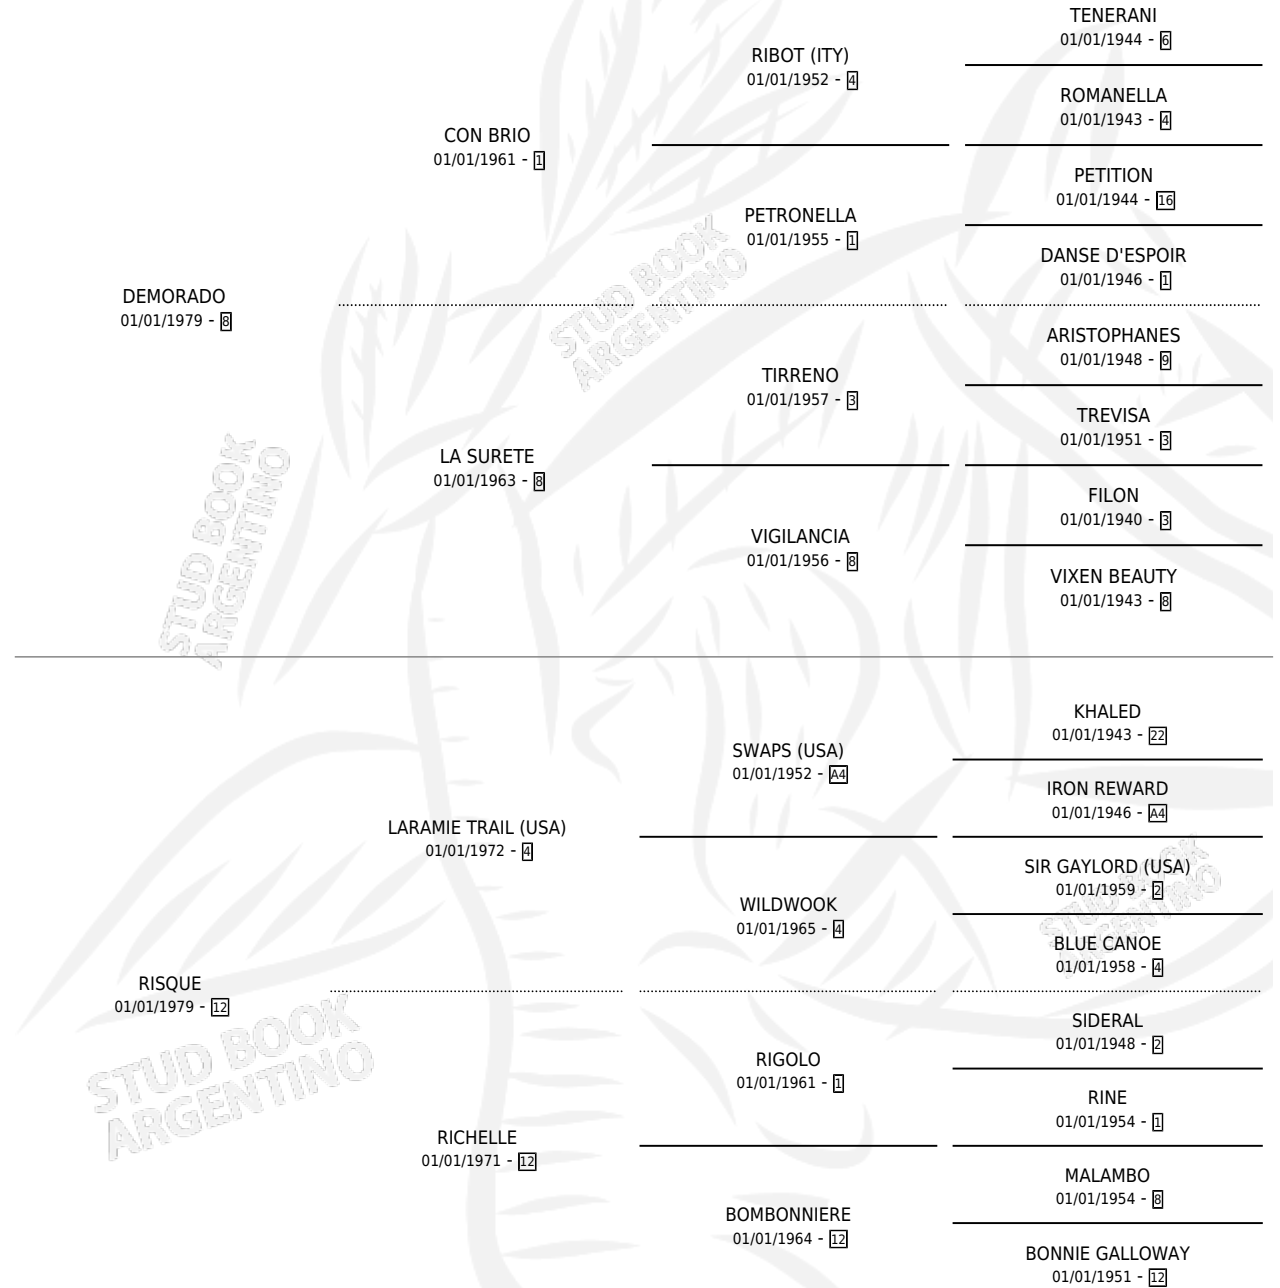 TENERANI
01/01/1944 - 6
RIBOT (ITY)
01/01/1952 - 4
ROMANELLA
01/01/1943 - 4
CON BRIO
01/01/1961 - 1
PETITION
01/01/1944 - 16
PETRONELLA
01/01/1955 - 1
DANSE D'ESPOIR
01/01/1946 - 1
DEMORADO
01/01/1979 - 8
STUD BOOK
ARGENTINO
ARISTOPHANES
01/01/1948 - 9
TIRRENO
01/01/1957 - 3
TREVISA
01/01/1951 - 3
LA SURETE
01/01/1963 - 8
FILON
01/01/1940 - 3
VIGILANCIA
01/01/1956 - 8
VIXEN BEAUTY
01/01/1943 - 8
STUD BOOK
ARGENTINO
KHALED
01/01/1943 - 22
SWAPS (USA)
01/01/1952 - A4
IRON REWARD
01/01/1946 - A4
LARAMIE TRAIL (USA)
01/01/1972 - 4
SIR GAYLORD (USA)
01/01/1959 - 2
WILDWOOK
01/01/1965 - 4
BLUE CANOE
01/01/1958 - 4
STUD BOOK
ARGENTINO
RISQUE
01/01/1979 - 12
SIDERAL
01/01/1948 - 2
RIGOLO
01/01/1961 - 1
RINE
01/01/1954 - 1
STUD BOOK
ARGENTINO
RICHELLE
01/01/1971 - 12
MALAMBO
01/01/1954 - 8
BOMBONNIERE
01/01/1964 - 12
BONNIE GALLOWAY
01/01/1951 - 12